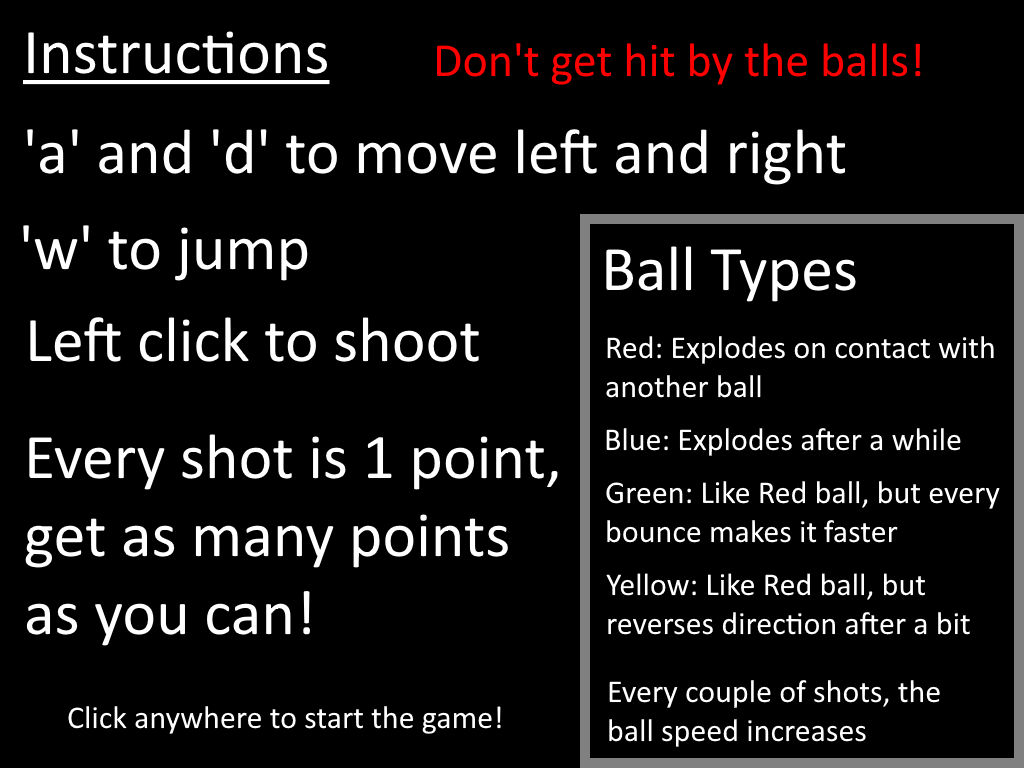 Instructions
Don't get hit by the balls!
'a' and 'd' to move left and right
'w' to jump
Left click to shoot
Every shot is 1 point,
get as many points
as you can!
Click anywhere to start the game!
Ball Types
Red: Explodes on contact with
another ball
Blue: Explodes after a while
Green: Like Red ball, but every
bounce makes it faster
Yellow: Like Red ball, but
reverses direction after a bit
Every couple of shots, the
ball speed increases